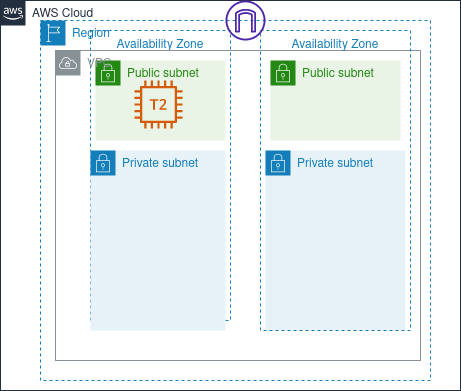 aws
AWS Cloud
Region
Availability Zone
Availability Zone
VPC
Public subnet
Public subnet
T2
Private subnet
Private subnet